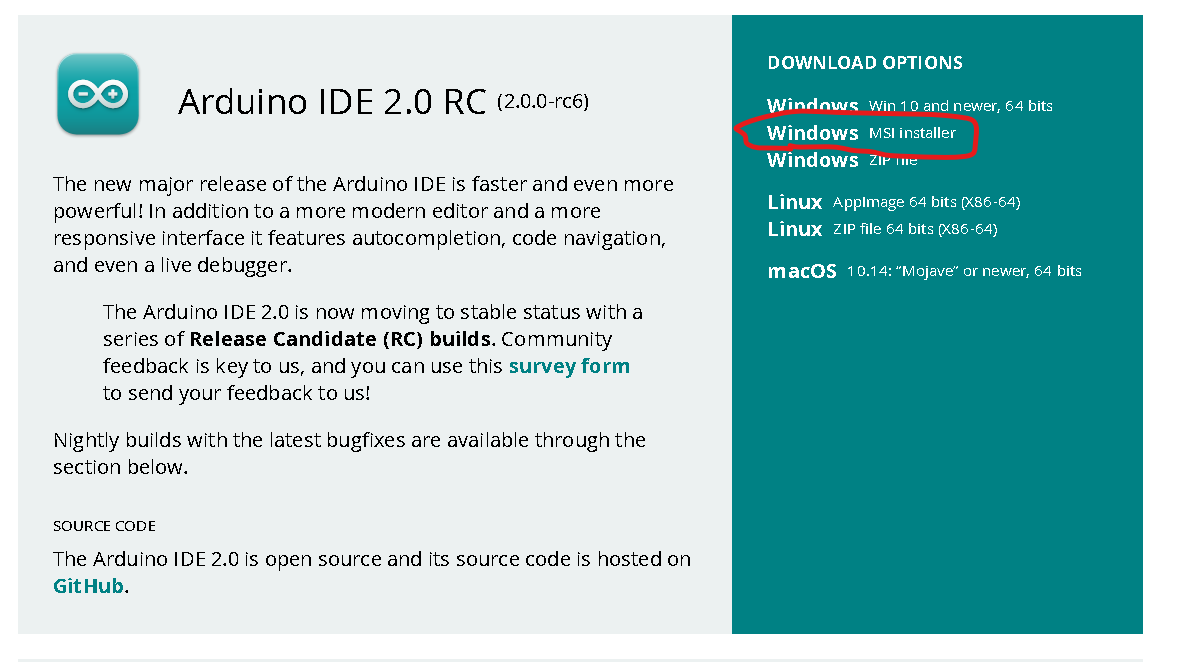 Arduino IDE 2.0 RC (2.0.0-rc6)
The new major release of the Arduino IDE is faster and even more
powerful! In addition to a more modern editor and a more
responsive interface it features autocompletion, code navigation,
and even a live debugger.
The Arduino IDE 2.0 is now moving to stable status with a
series of Release Candidate (RC) builds. Community
feedback is key to us, and you can use this survey form
to send your feedback to us!
Nightly builds with the latest bugfixes are available through the
section below.
SOURCE CODE
The Arduino IDE 2.0 is open source and its source code is hosted on
GitHub.
DOWNLOAD OPTIONS
Windows Win 10 and newer, 64 bits
Windows MSI installer
Windows ZIP file
Linux AppImage 64 bits (X86-64)
Linux ZIP file 64 bits (X86-64)
macOS 10.14: “Mojave” or newer, 64 bits